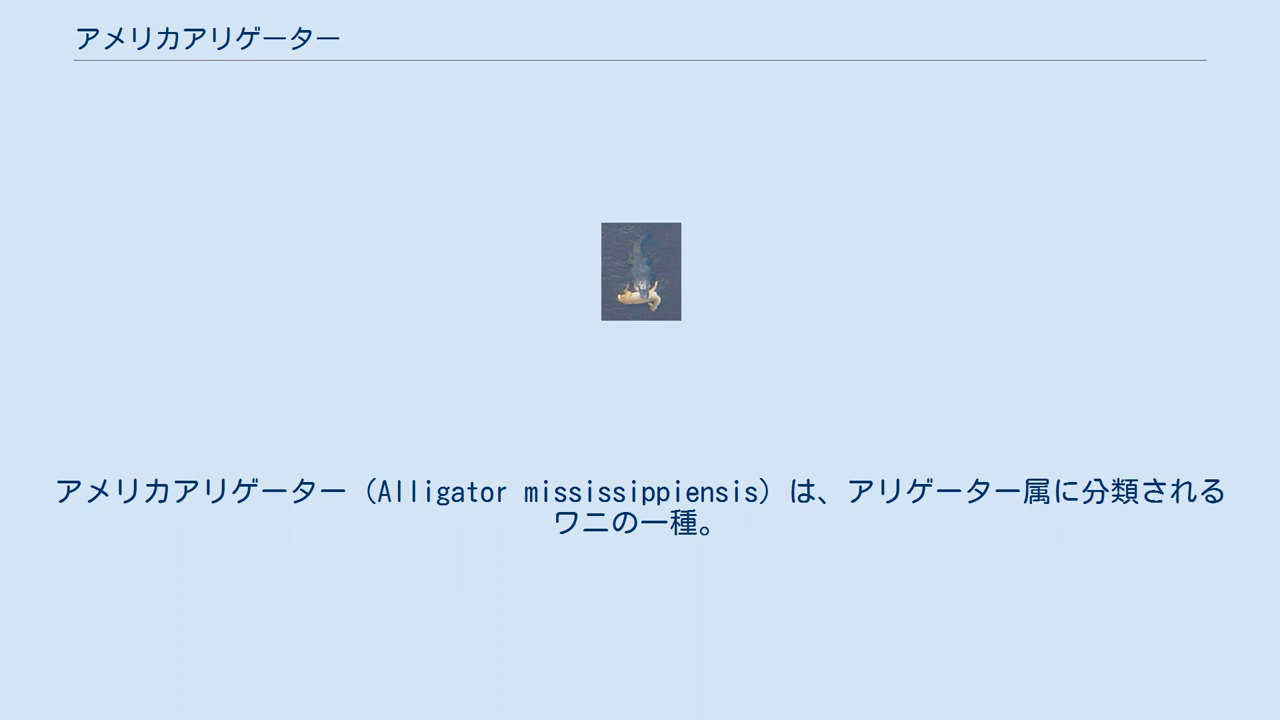 アメリカアリゲーター
アメリカアリゲーター（Alligator mississippiensis）は、アリゲーター属に分類される
ワニの一種。